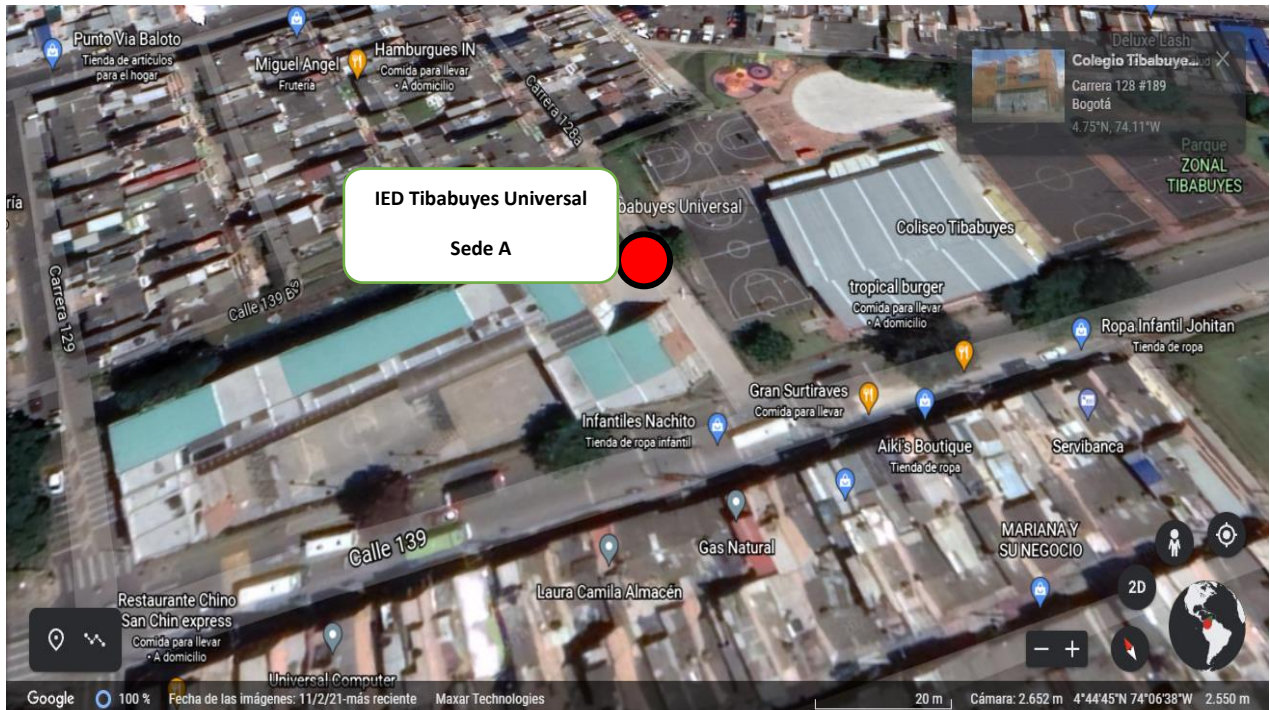 Punto Via Baloto
Tienda de artículos
para el hogar
Miguel Angel
Frutería
Hamburgues IN
Comida para llevar
• A domicilio
Carrera 128a
Deluxe Lash
Colegio Tibabuye...
Carrera 128 #189
Bogotá
4.75°N, 74.11°W
Parque
ZONAL
TIBABUYES
ría
IED Tibabuyes Universal
Sede A
babuyes Universal
Coliseo Tibabuyes
Carrera 129
Calle 139 Bis
tropical burger
Comida para llevar
• A domicilio
Ropa Infantil Johitan
Tienda de ropa
Gran Surtiraves
Comida para llevar
Infantiles Nachito
Tienda de ropa infantil
Aiki's Boutique
Tienda de ropa
Servibanca
MARIANA Y
SU NEGOCIO
Gas Natural
Calle 139
Laura Camila Almacén
2D
Restaurante Chino
San Chin express
Comida para llevar
• A domicilio
Universal Computer
Google 100 % Fecha de las imágenes: 11/2/21-más reciente Maxar Technologies 20 m Cámara: 2.652 m 4°44'45"N 74°06'38"W 2.550 m